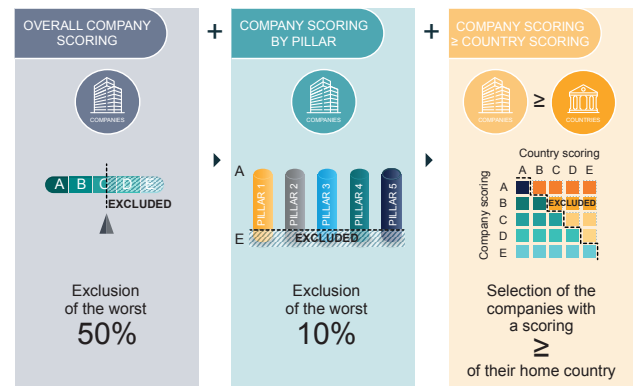 OVERALL COMPANY
SCORING
COMPANIES
A B C D E
EXCLUDED
Exclusion
of the worst
50%
+
COMPANY SCORING
BY PILLAR
COMPANIES
A
PILLAR 1
PILLAR 2
PILLAR 3
PILLAR 4
PILLAR 5
E
EXCLUDED
Exclusion
of the worst
10%
+
COMPANY SCORING
≥ COUNTRY SCORING
COMPANIES
≥
COUNTRIES
Country scoring
A B C D E
Company scoring
A
B
EXCLUDED
C
D
E
Selection of the
companies with
a scoring
≥
of their home country